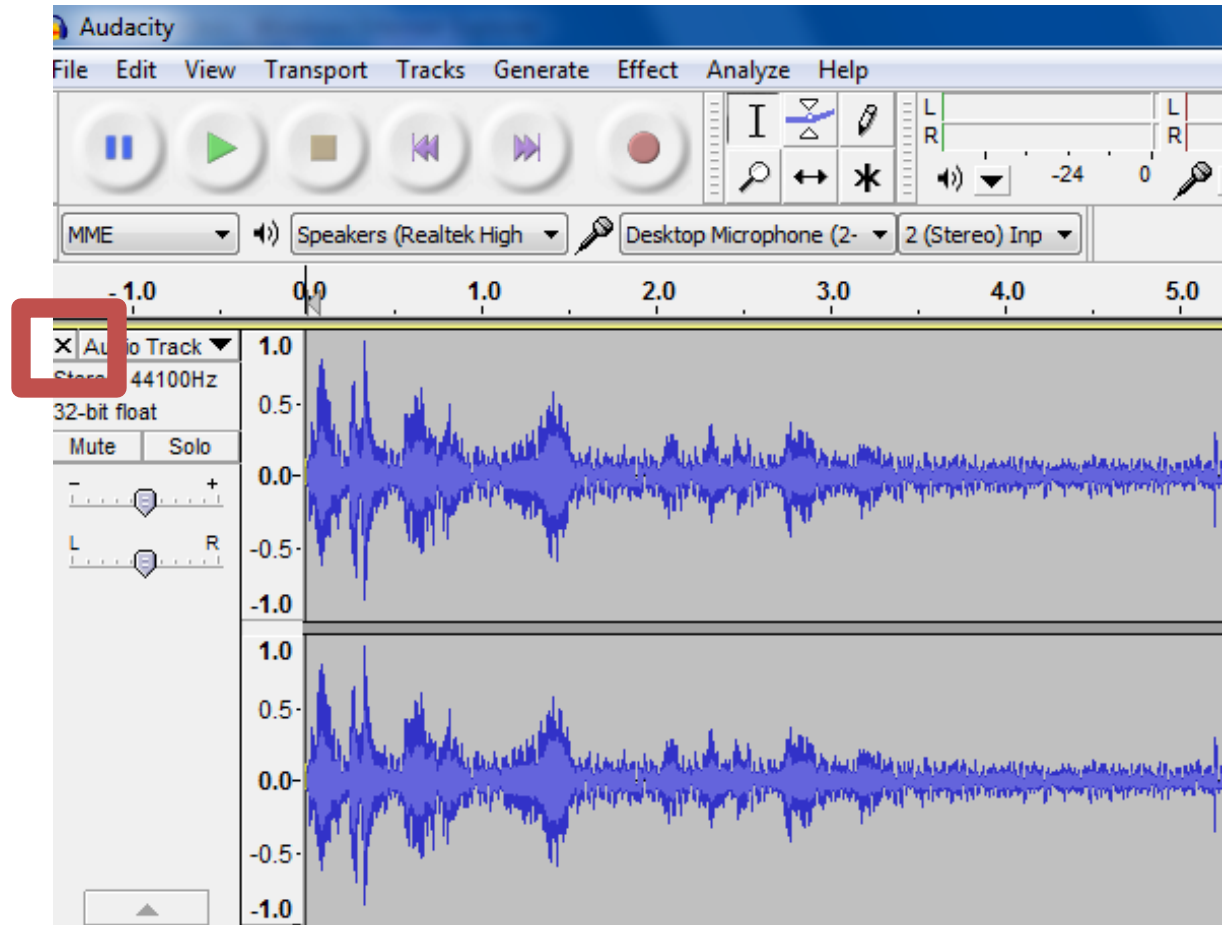 Audacity
File Edit View Transport Tracks Generate Effect Analyze Help
L
R
L
R
-24 0
MME Speakers (Realtek High Desktop Microphone (2- 2 (Stereo) Inp
-1.0 0.0 1.0 2.0 3.0 4.0 5.0
X Audio Track 1.0
Stereo, 44100Hz
32-bit float 0.5
Mute Solo
- + 0.0
L R -0.5
-1.0
1.0
0.5
0.0
-0.5
-1.0